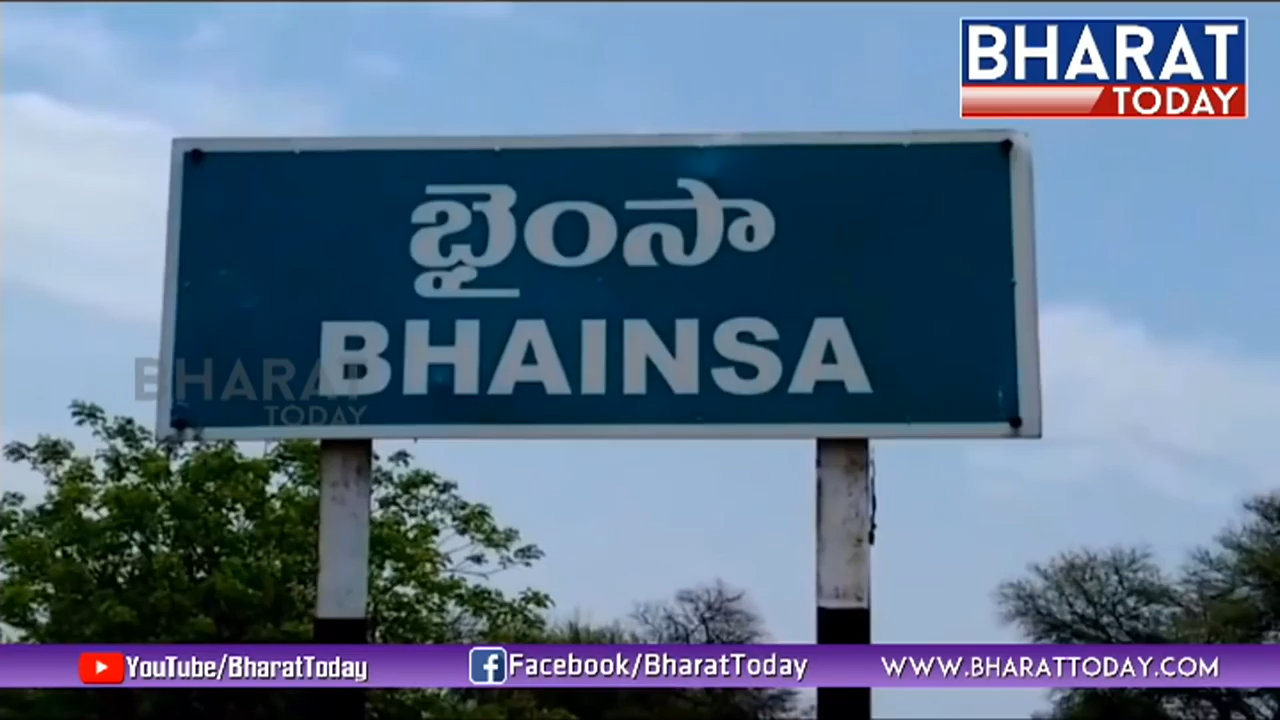 BHARAT
TODAY
భైంసా
BHAINSA
BHARAT
TODAY
YouTube/BharatToday
Facebook/BharatToday
WWW.BHARATTODAY.COM